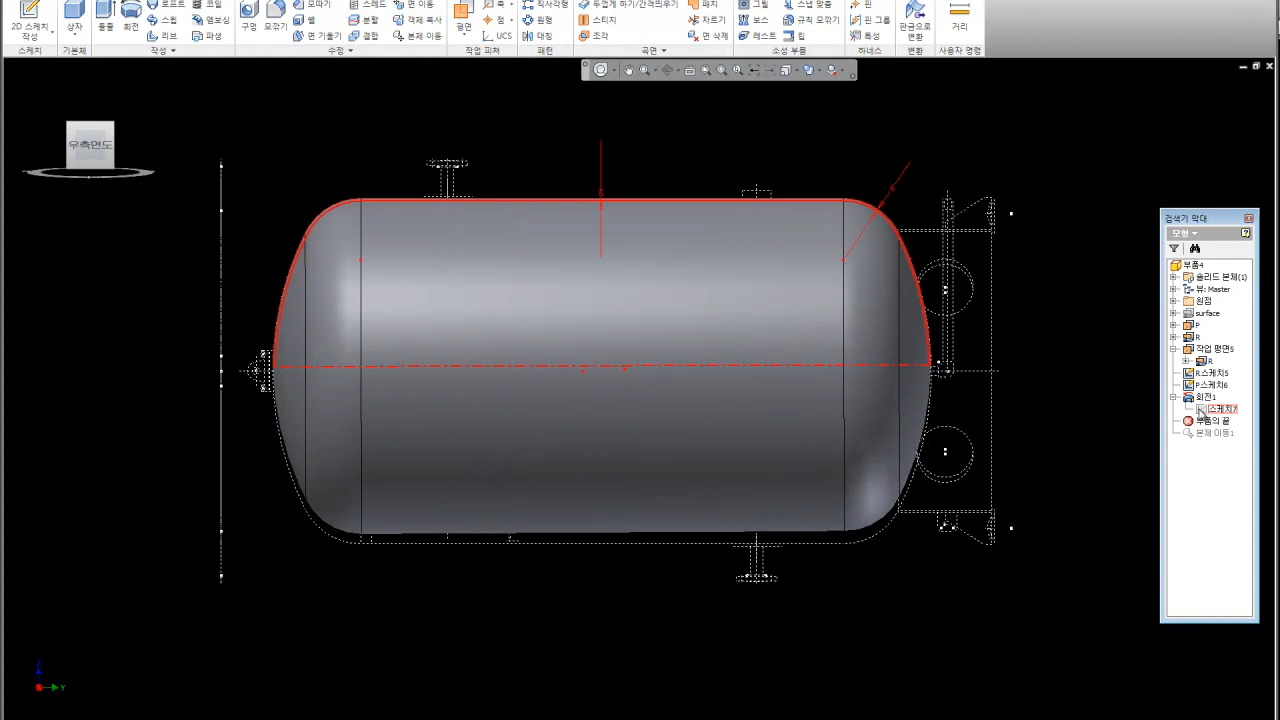 로프트 코일 모따기 스레드 면 이동 축 직사각형 두껍게 하기/간격띄우기 패치 그릴 스냅 맞춤 핀
2D 스케치 작성 상자 돌출 회전 스윕 엠보싱 구멍 모깎기 쉘 분할 객체 복사 평면 점 원형 스티치 자르기 보스 규칙 모깎기 핀 그룹 판금으로 변환 거리
리브 면 기울기 결합 본체 이동 UCS 대칭 조각 면 삭제 레스트 립 특성
스케치 기본체 작성 수정 작업 피쳐 패턴 곡면 소성 부품 하네스 변환 사용자 명령
우측면도
6
6
검색기 막대
모형
부품4
솔리드 본체(1)
뷰: Master
원점
surface
P
R
작업 평면5
R
R스케치5
P스케치6
회전1
스케치7
부품의 끝
본체 이동1
Y